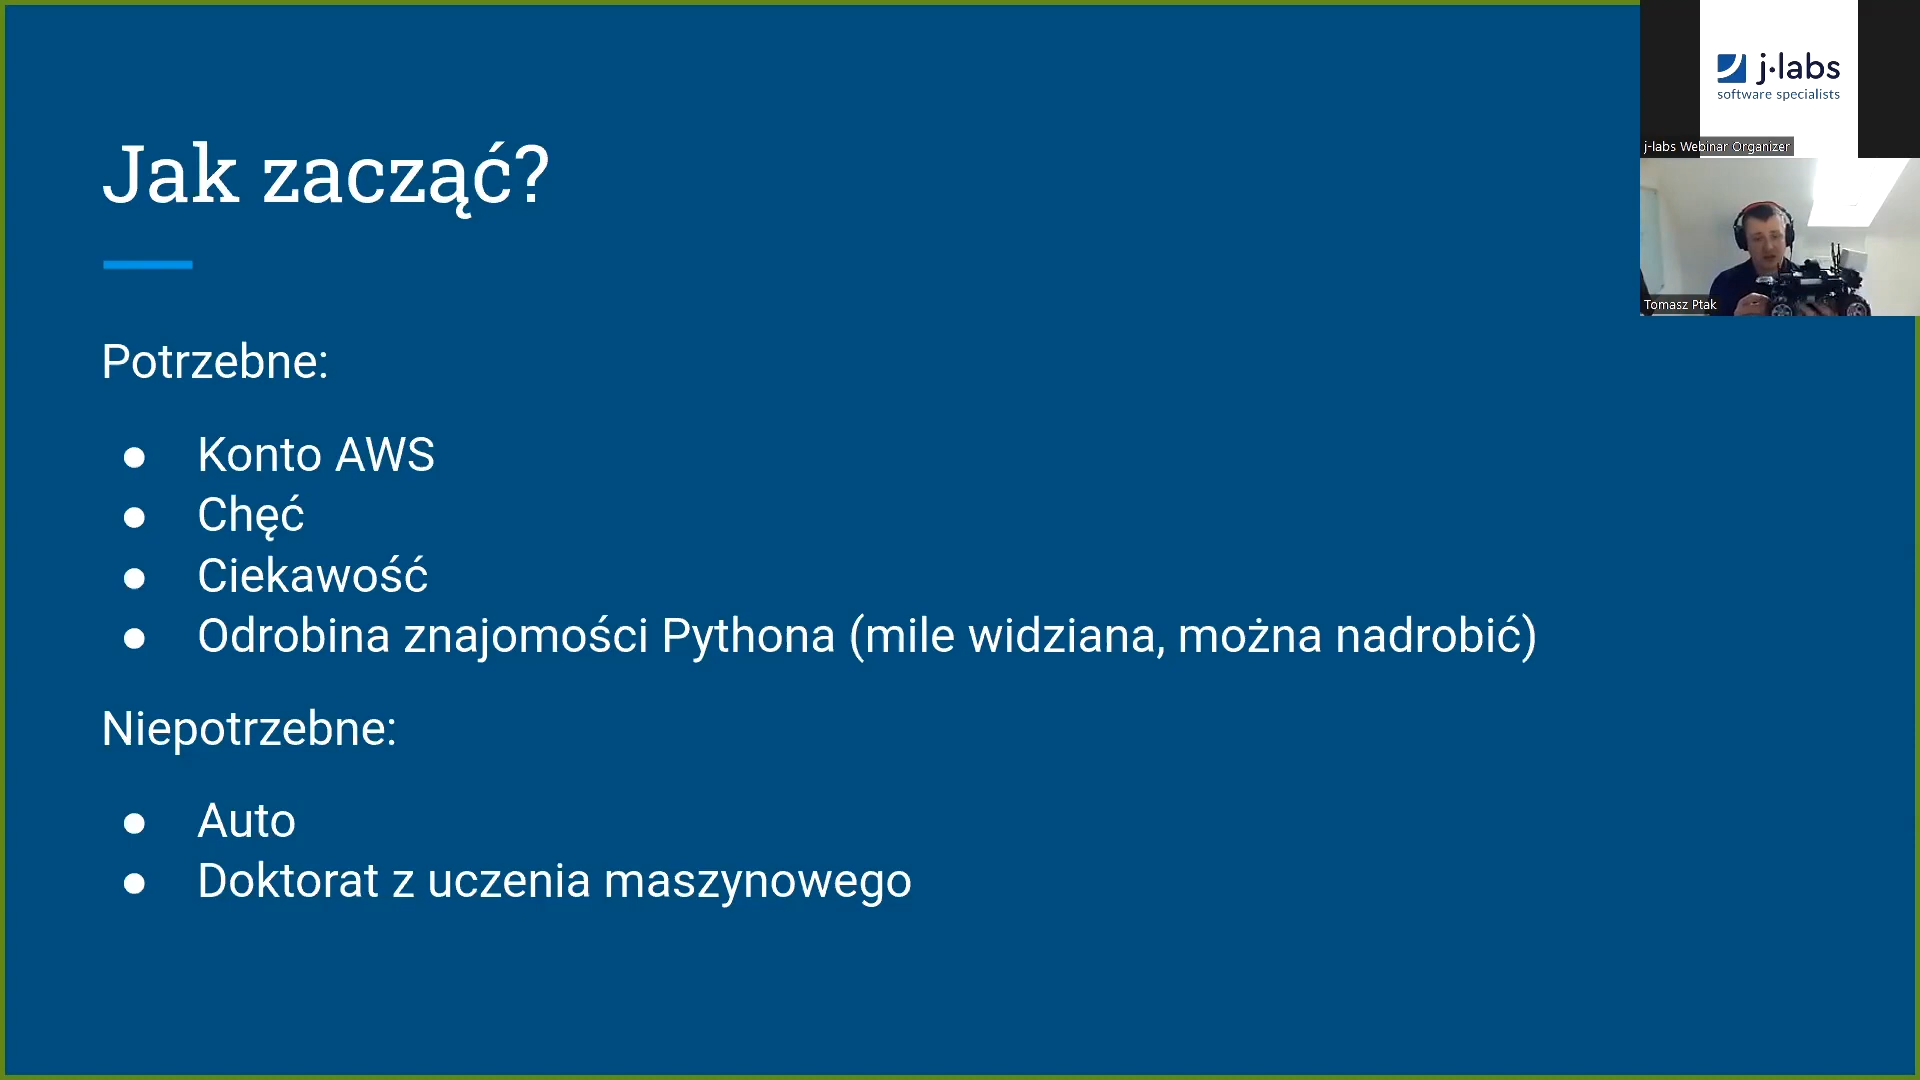 Jak zacząć?
Potrzebne:
● Konto AWS
● Chęć
● Ciekawość
● Odrobina znajomości Pythona (mile widziana, można nadrobić)
Niepotrzebne:
● Auto
● Doktorat z uczenia maszynowego
j·labs
software specialists
j-labs Webinar Organizer
Tomasz Ptak